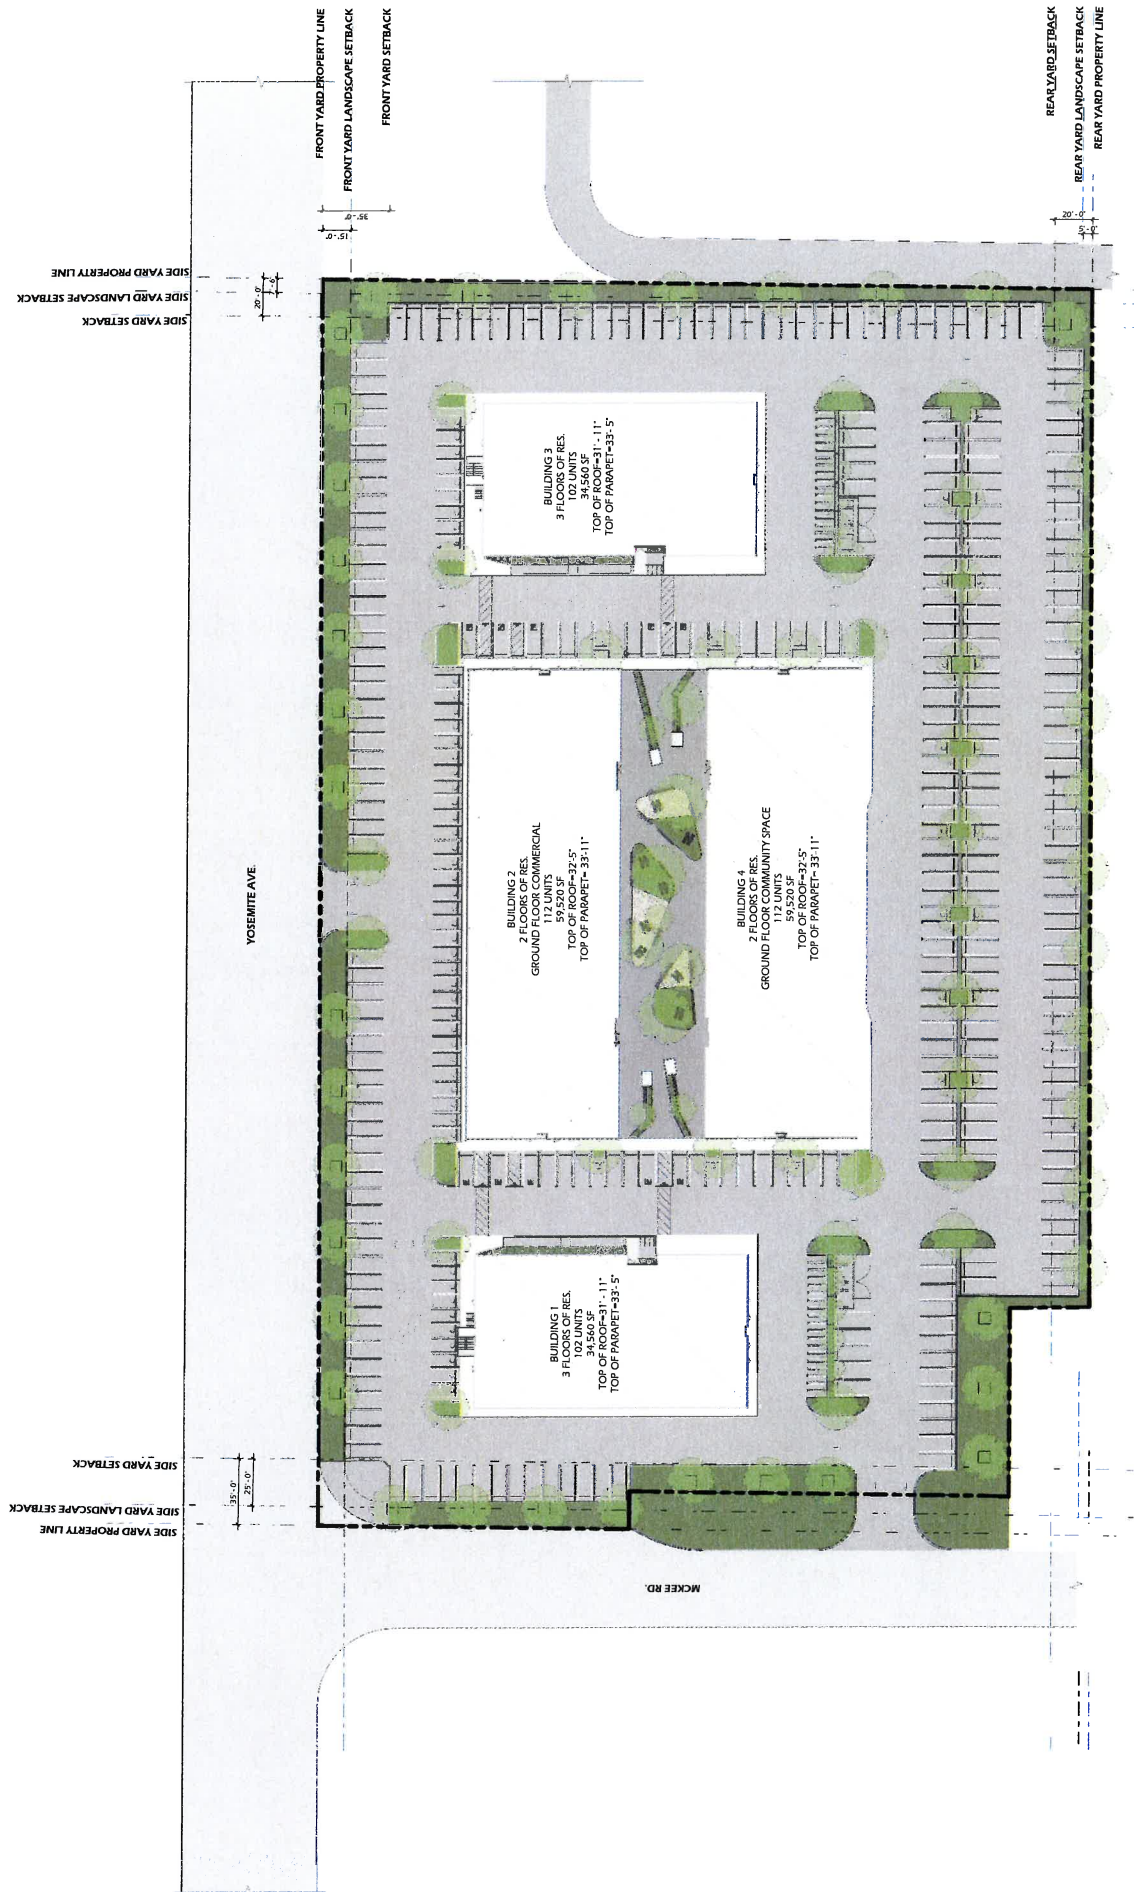 FRONT YARD PROPERTY LINE
FRONT YARD LANDSCAPE SETBACK
FRONT YARD SETBACK
REAR YARD SETBACK
REAR YARD LANDSCAPE SETBACK
REAR YARD PROPERTY LINE
35'-0"
15'-0"
20'-0"
5'-0"
SIDE YARD PROPERTY LINE
SIDE YARD LANDSCAPE SETBACK
SIDE YARD SETBACK
20'-0"
YOSEMITE AVE.
BUILDING 3
3 FLOORS OF RES.
102 UNITS
34,560 SF
TOP OF ROOF=31'-11"
TOP OF PARAPET=33'-5"
BUILDING 2
2 FLOORS OF RES.
GROUND FLOOR COMMERCIAL
112 UNITS
59,520 SF
TOP OF ROOF=32'-5"
TOP OF PARAPET= 33'-11"
BUILDING 4
2 FLOORS OF RES.
GROUND FLOOR COMMUNITY SPACE
112 UNITS
59,520 SF
TOP OF ROOF=32'-5"
TOP OF PARAPET= 33'-11"
BUILDING 1
3 FLOORS OF RES.
102 UNITS
34,560 SF
TOP OF ROOF=31'-11"
TOP OF PARAPET=33'-5"
SIDE YARD SETBACK
SIDE YARD LANDSCAPE SETBACK
SIDE YARD PROPERTY LINE
35'-0"
25'-0"
MCKEE RD.